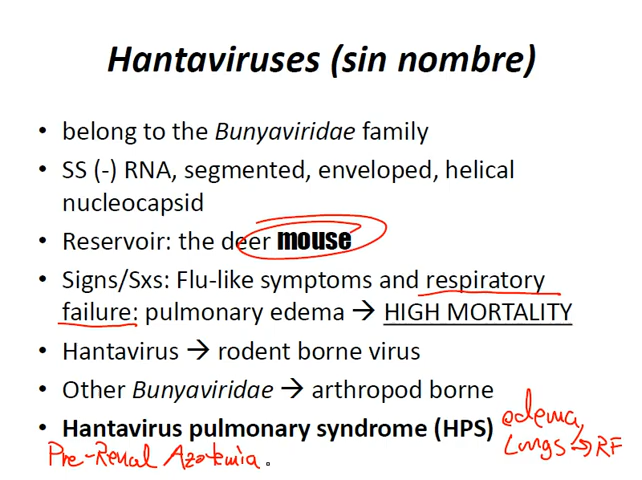 Hantaviruses (sin nombre)
• belong to the Bunyaviridae family
• SS (-) RNA, segmented, enveloped, helical
nucleocapsid
• Reservoir: the deer mouse
• Signs/Sxs: Flu-like symptoms and respiratory
failure: pulmonary edema → HIGH MORTALITY
• Hantavirus → rodent borne virus
• Other Bunyaviridae → arthropod borne
• Hantavirus pulmonary syndrome (HPS)
edema,
Lungs → RF
Pre-Renal Azotemia.